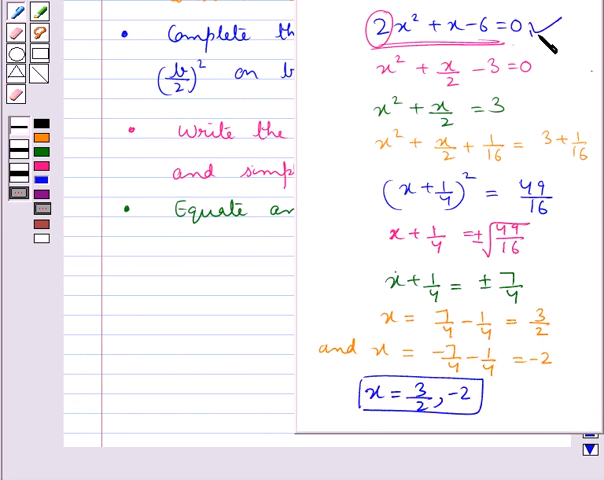 • Complete th
(b/2)² on b
• Write the
and simpl
• Equate an
2x² + x - 6 = 0 ✓
x² + x/2 - 3 = 0
x² + x/2 = 3
x² + x/2 + 1/16 = 3 + 1/16
(x + 1/4)² = 49/16
x + 1/4 = ±√49/16
x + 1/4 = ± 7/4
x = 7/4 - 1/4 = 3/2
and x = -7/4 - 1/4 = -2
x = 3/2, -2